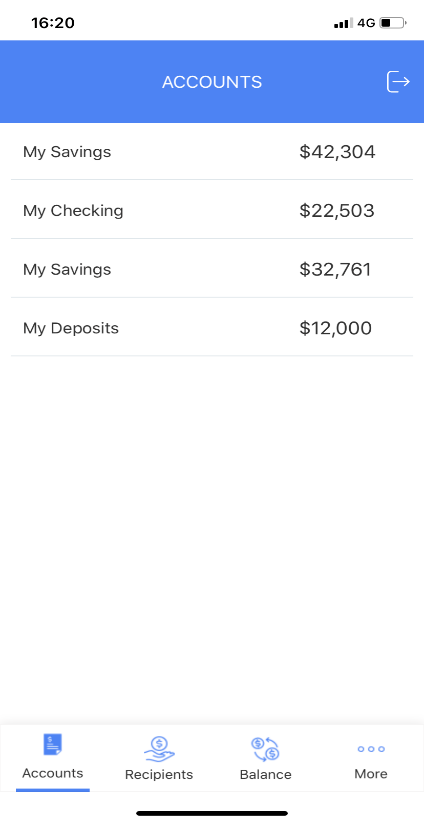 16:20 4G
ACCOUNTS
My Savings $42,304
My Checking $22,503
My Savings $32,761
My Deposits $12,000
Accounts Recipients Balance More